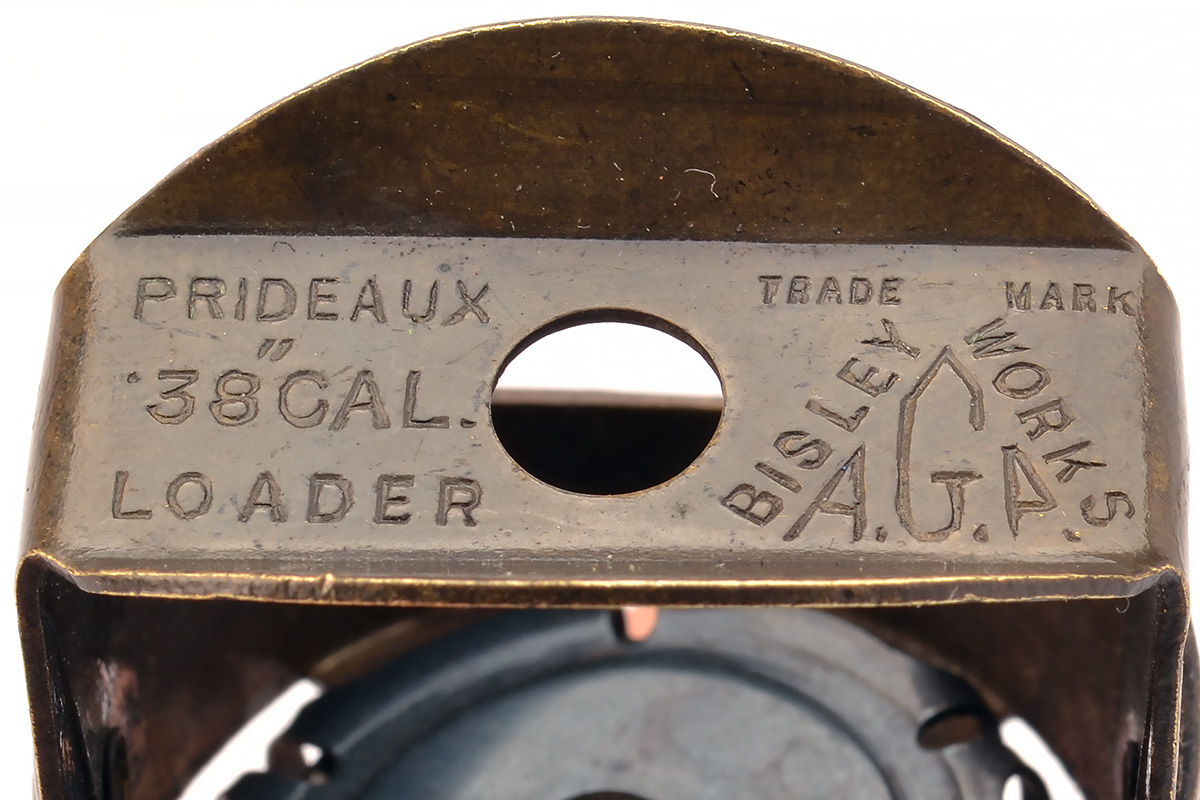 PRIDEAUX
·38"CAL.
LOADER
TRADE MARK
BISLEY WORKS
A.G.P.